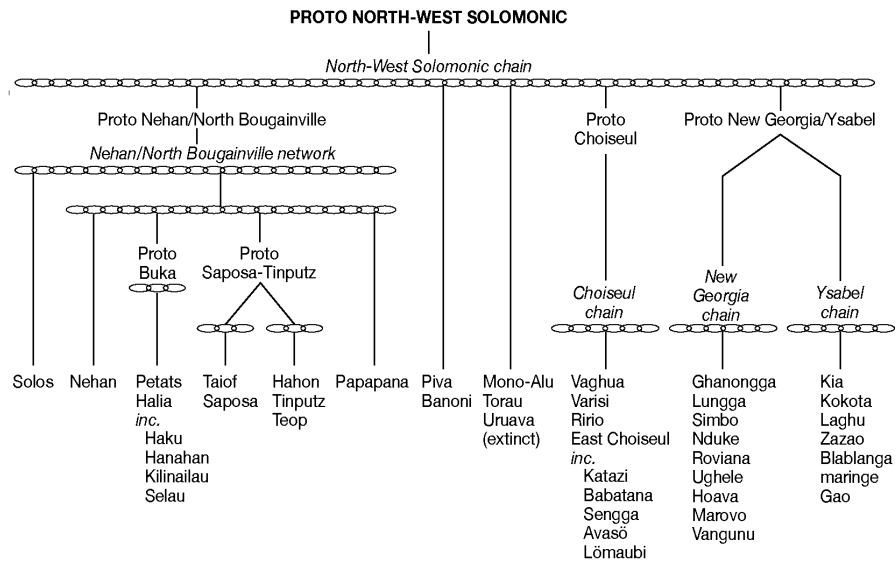 PROTO NORTH-WEST SOLOMONIC
North-West Solomonic chain
Proto Nehan/North Bougainville
Proto
Choiseul
Proto New Georgia/Ysabel
Nehan/North Bougainville network
Proto
Buka
Proto
Saposa-Tinputz
Choiseul
chain
New
Georgia
chain
Ysabel
chain
Solos
Nehan
Petats
Halia
inc.
Haku
Hanahan
Kilinailau
Selau
Taiof
Saposa
Hahon
Tinputz
Teop
Papapana
Piva
Banoni
Mono-Alu
Torau
Uruava
(extinct)
Vaghua
Varisi
Ririo
East Choiseul
inc.
Katazi
Babatana
Sengga
Avasö
Lömaubi
Ghanongga
Lungga
Simbo
Nduke
Roviana
Ughele
Hoava
Marovo
Vangunu
Kia
Kokota
Laghu
Zazao
Blablanga
maringe
Gao